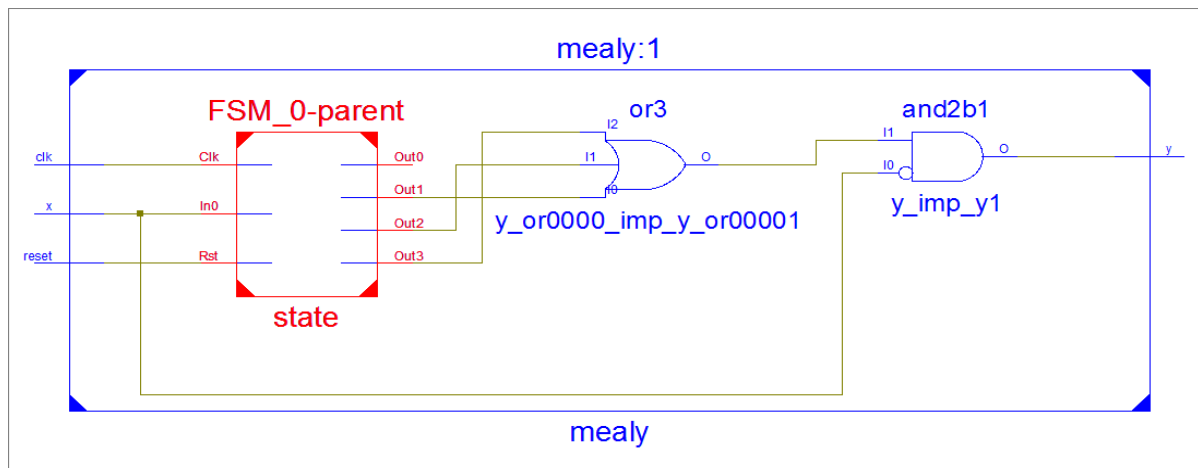 mealy:1
FSM_0-parent
or3
and2b1
clk
Clk
Out0
I2
I1
O
I1
O
y
x
In0
Out1
I0
I0
Out2
y_or0000_imp_y_or00001
y_imp_y1
reset
Rst
Out3
state
mealy